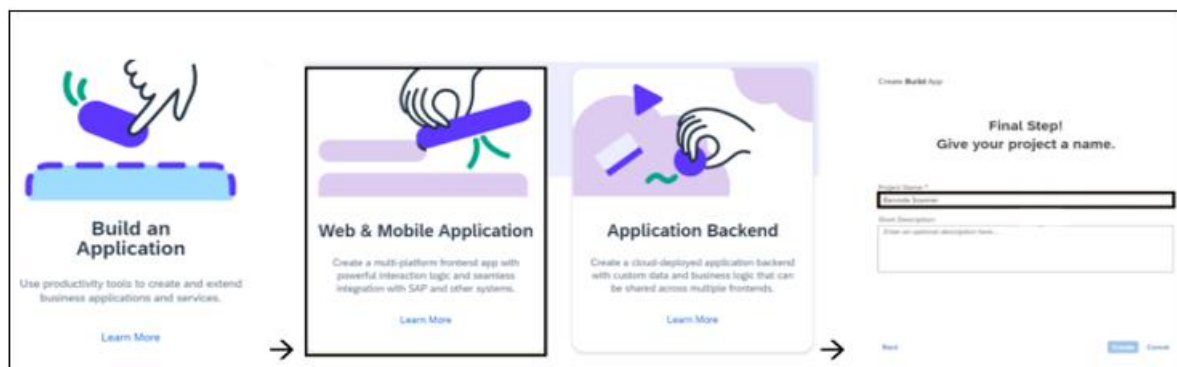 Build an
Application
Use productivity tools to create and extend
business applications and services.
Learn More
→
Web & Mobile Application
Create a multi-platform frontend app with
powerful interaction logic and seamless
integration with SAP and other systems.
Learn More
Application Backend
Create a cloud-deployed application backend
with custom data and business logic that can
be shared across multiple frontends.
Learn More
→
Create Build App
Final Step!
Give your project a name.
Project Name *
Barcode Scanner
Short Description
Enter an optional description here...
Back
Create Cancel